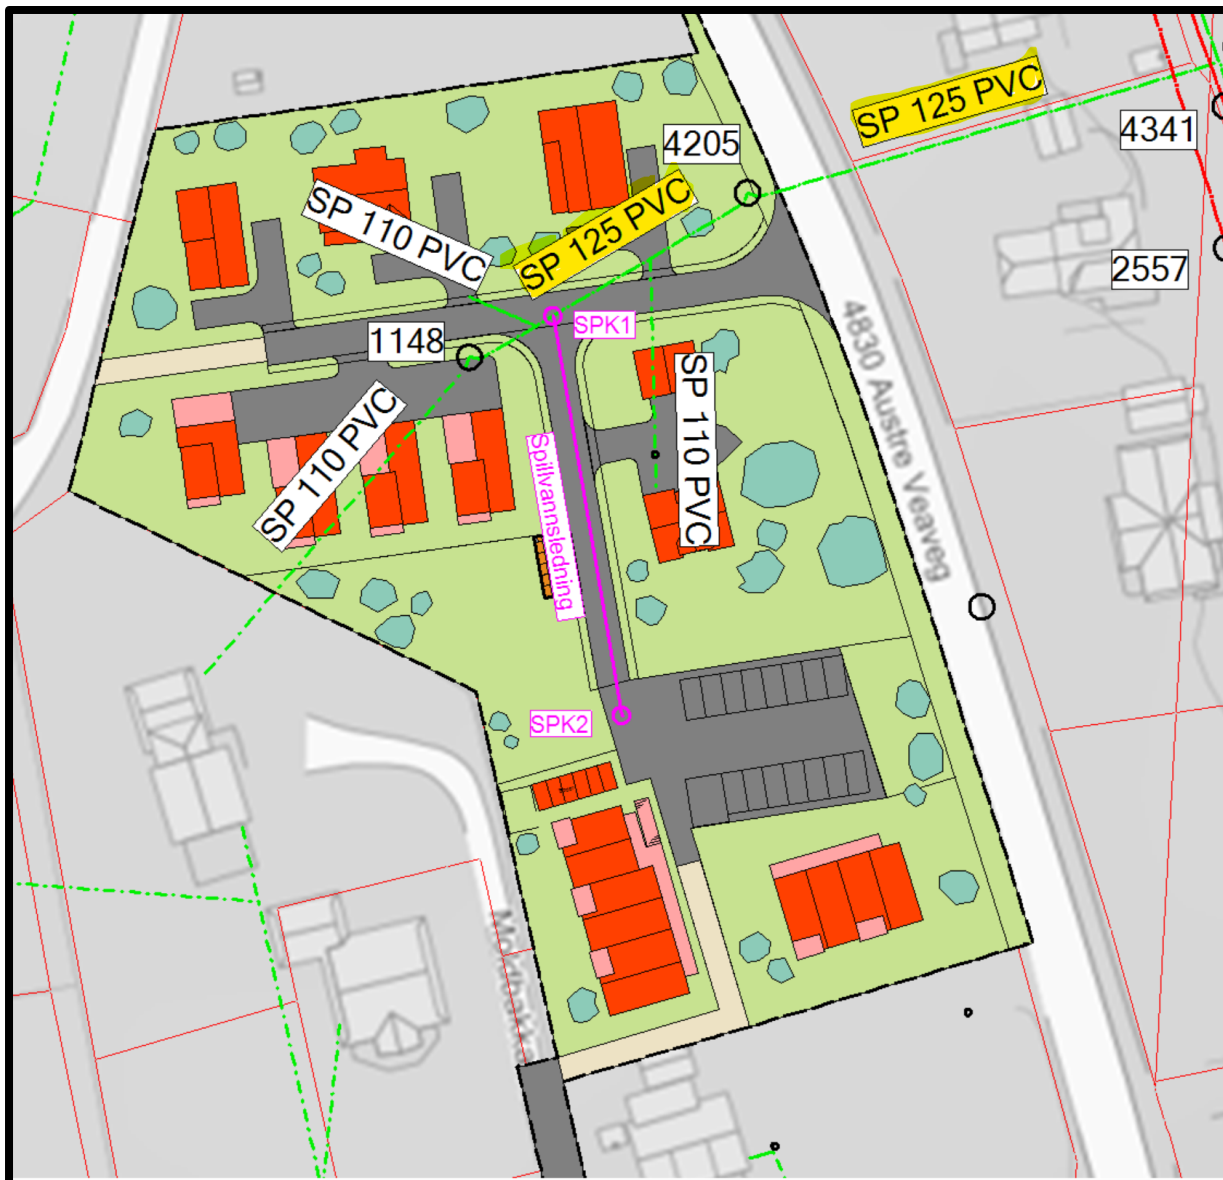 SP 125 PVC
4341
4205
SP 110 PVC
SP 125 PVC
2557
SPK1
1148
4830 Austre Veaveg
SP 110 PVC
SP 110 PVC
Spillvannsledning
SPK2
Moldbakka